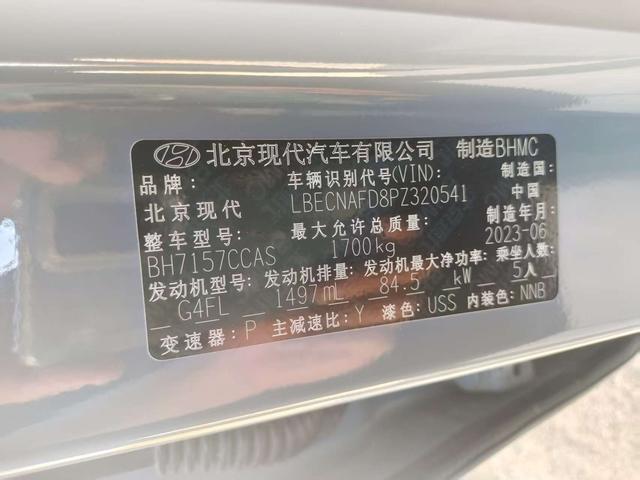 北京现代汽车有限公司 制造BHMC
品牌: 车辆识别代号(VIN): 制造国:
北京现代 LBECNAFD8PZ320541 中国
整车型号: 最大允许总质量: 制造年月:
BH7157CCAS 1700kg 2023-06
发动机型号: 发动机排量: 发动机最大净功率: 乘坐人数:
G4FL 1497mL 84.5 kW 5人
变速器: P 主减速比: Y 漆色: USS 内装色: NNB